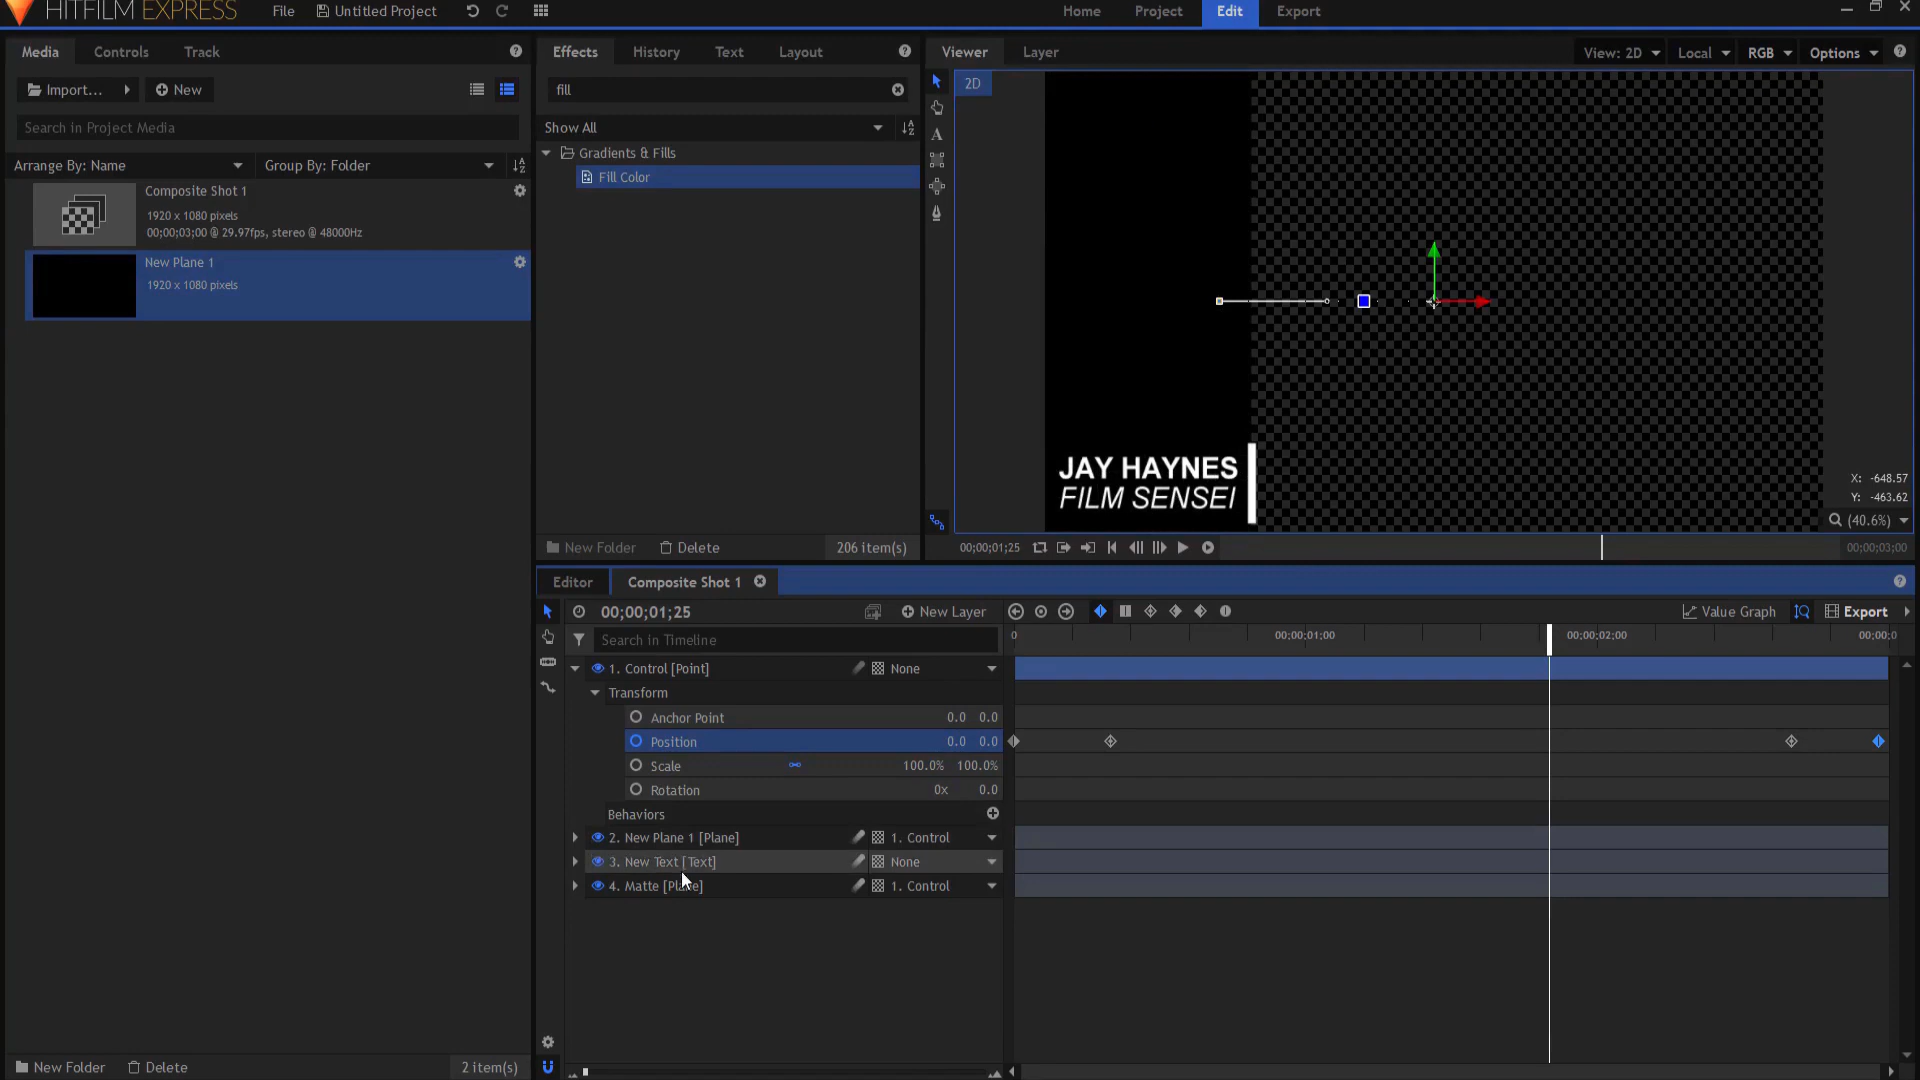 HITFILM EXPRESS File Untitled Project Home Project Edit Export
Media Controls Track
Import... New
Search in Project Media
Arrange By: Name Group By: Folder
Composite Shot 1
1920 x 1080 pixels
00;00;03;00 @ 29.97fps, stereo @ 48000Hz
New Plane 1
1920 x 1080 pixels
New Folder Delete 2 item(s)
Effects History Text Layout
fill
Show All
Gradients & Fills
Fill Color
New Folder Delete 206 item(s)
Viewer Layer View: 2D Local RGB Options
2D
JAY HAYNES
FILM SENSEI
X: -648.57
Y: -463.62
(40.6%)
00;00;01;25 00;00;03;00
Editor Composite Shot 1
00;00;01;25 New Layer Value Graph Export
Search in Timeline 0 00;00;01;00 00;00;02;00 00;00;0
1. Control [Point] None
Transform
Anchor Point 0.0 0.0
Position 0.0 0.0
Scale 100.0% 100.0%
Rotation 0x 0.0
Behaviors
2. New Plane 1 [Plane] 1. Control
3. New Text [Text] None
4. Matte [Plane] 1. Control